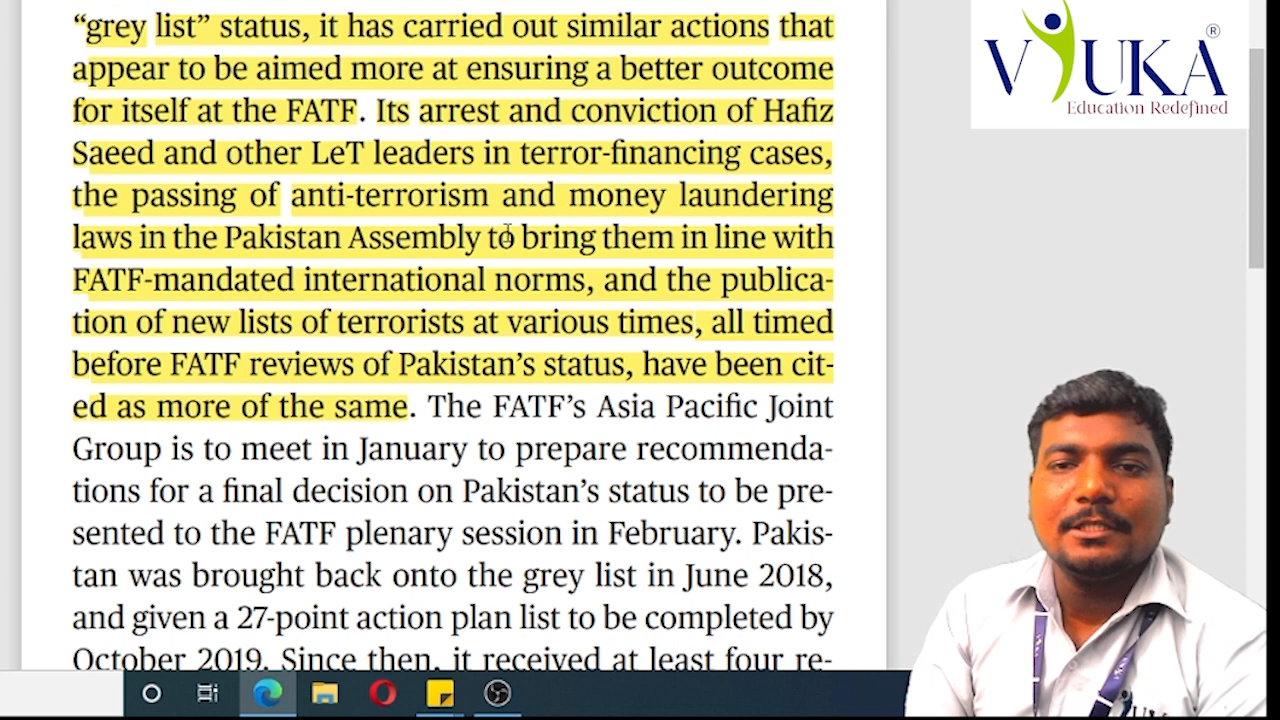 “grey list” status, it has carried out similar actions that
appear to be aimed more at ensuring a better outcome
for itself at the FATF. Its arrest and conviction of Hafiz
Saeed and other LeT leaders in terror-financing cases,
the passing of anti-terrorism and money laundering
laws in the Pakistan Assembly to bring them in line with
FATF-mandated international norms, and the publica-
tion of new lists of terrorists at various times, all timed
before FATF reviews of Pakistan’s status, have been cit-
ed as more of the same. The FATF’s Asia Pacific Joint
Group is to meet in January to prepare recommenda-
tions for a final decision on Pakistan’s status to be pre-
sented to the FATF plenary session in February. Pakis-
tan was brought back onto the grey list in June 2018,
and given a 27-point action plan list to be completed by
October 2019. Since then, it received at least four re-
VYUKA®
Education Redefined